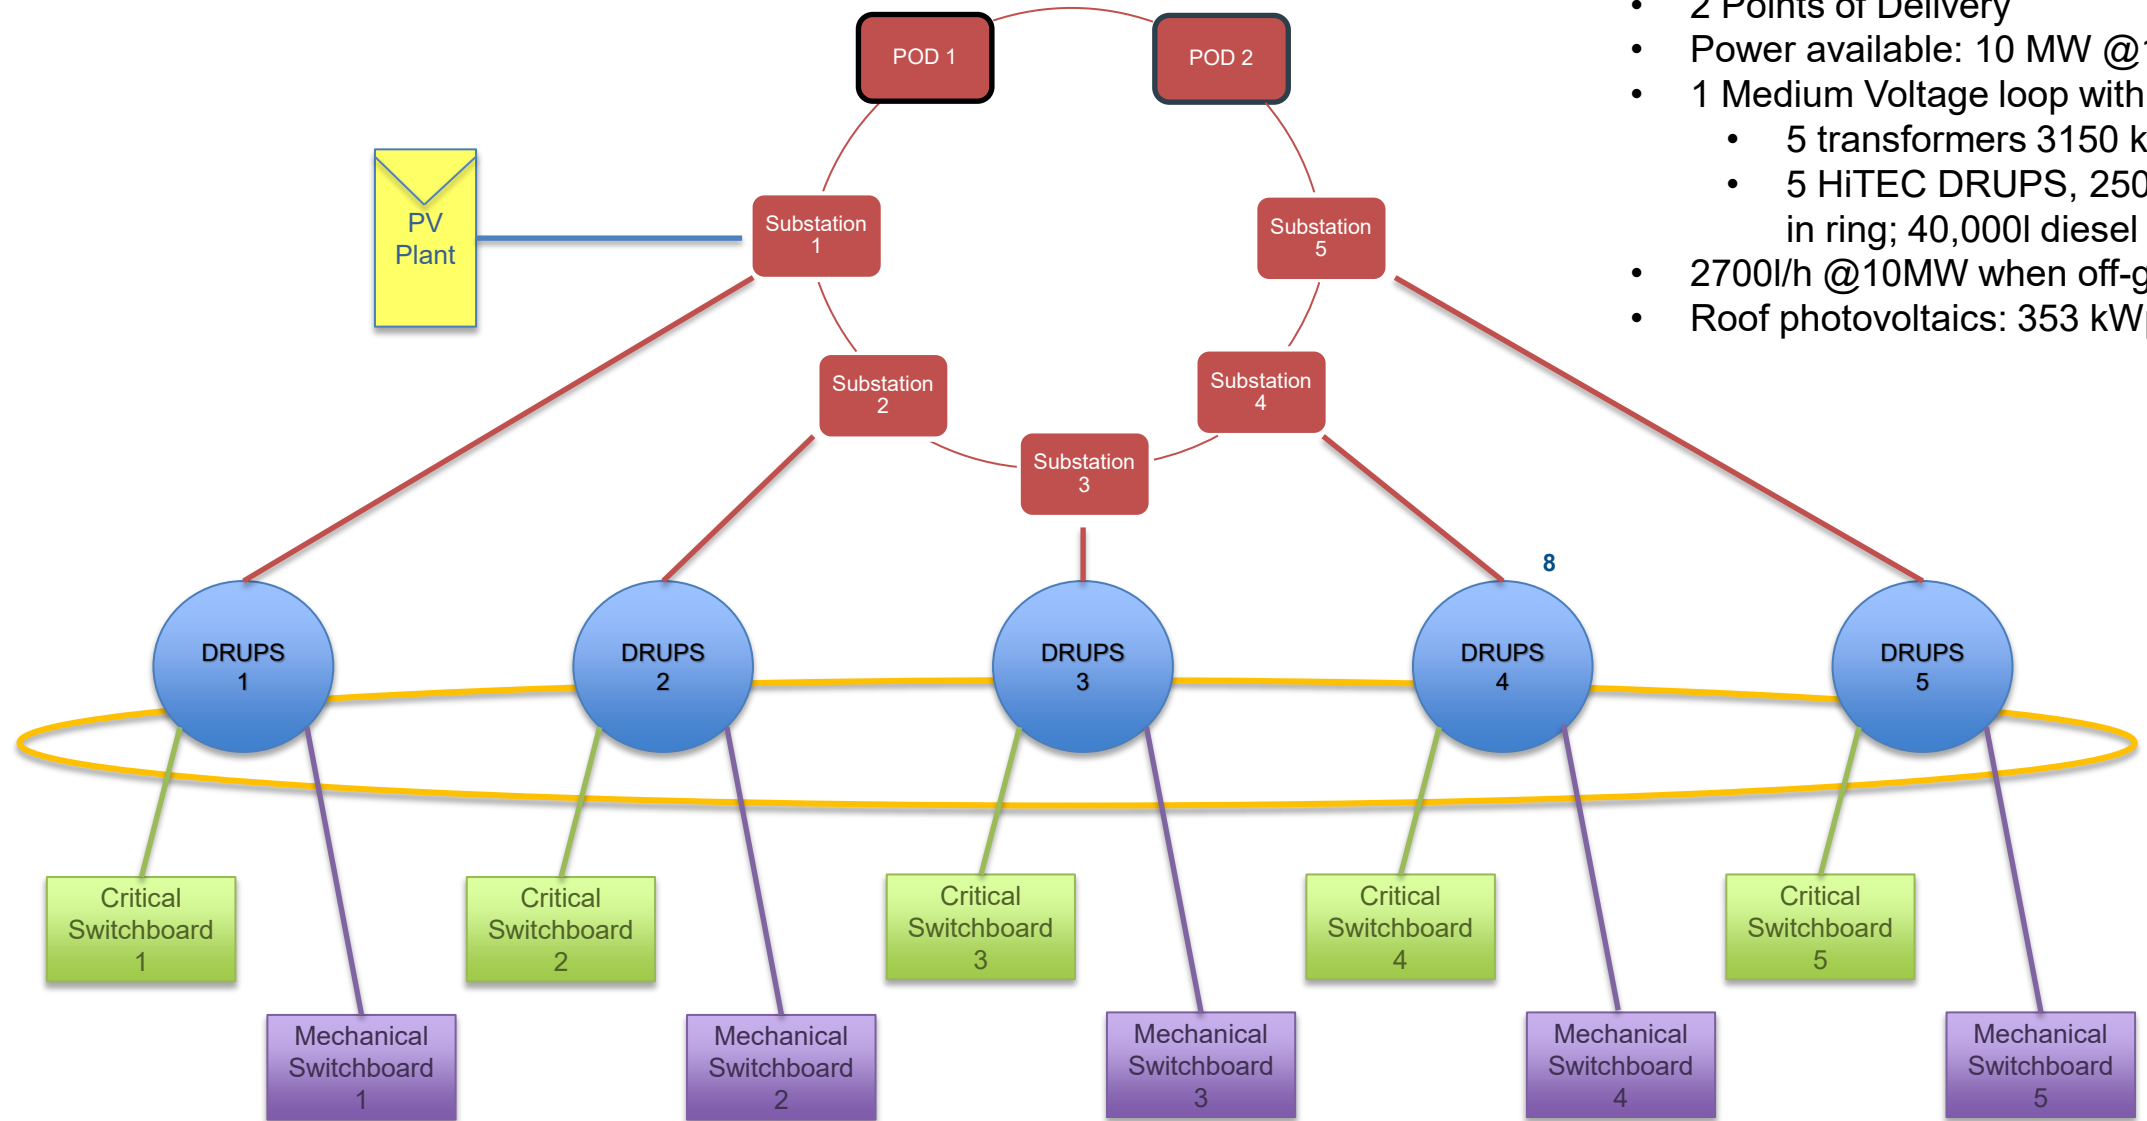 2 Points of Delivery
Power available: 10 MW @
1 Medium Voltage loop with
5 transformers 3150
5 HiTEC DRUPS,
in ring; 40,000l diesel
2700l/h @10MW when
Roof photovoltaics: 353
POD 1
POD 2
PV
Plant
Substation
1
Substation
5
Substation
2
Substation
4
Substation
3
8
DRUPS
1
DRUPS
2
DRUPS
3
DRUPS
4
DRUPS
5
Critical
Switchboard
1
Critical
Switchboard
2
Critical
Switchboard
3
Critical
Switchboard
4
Critical
Switchboard
5
Mechanical
Switchboard
1
Mechanical
Switchboard
2
Mechanical
Switchboard
3
Mechanical
Switchboard
4
Mechanical
Switchboard
5